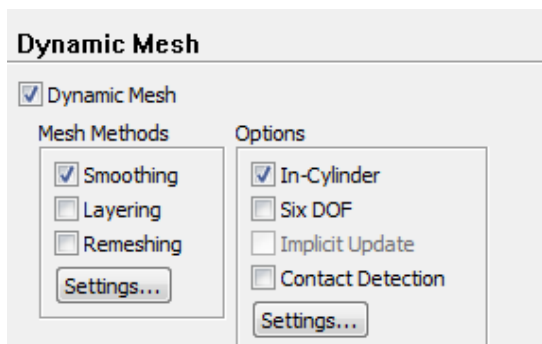 Dynamic Mesh
Dynamic Mesh
Mesh Methods
Smoothing
Layering
Remeshing
Settings...
Options
In-Cylinder
Six DOF
Implicit Update
Contact Detection
Settings...